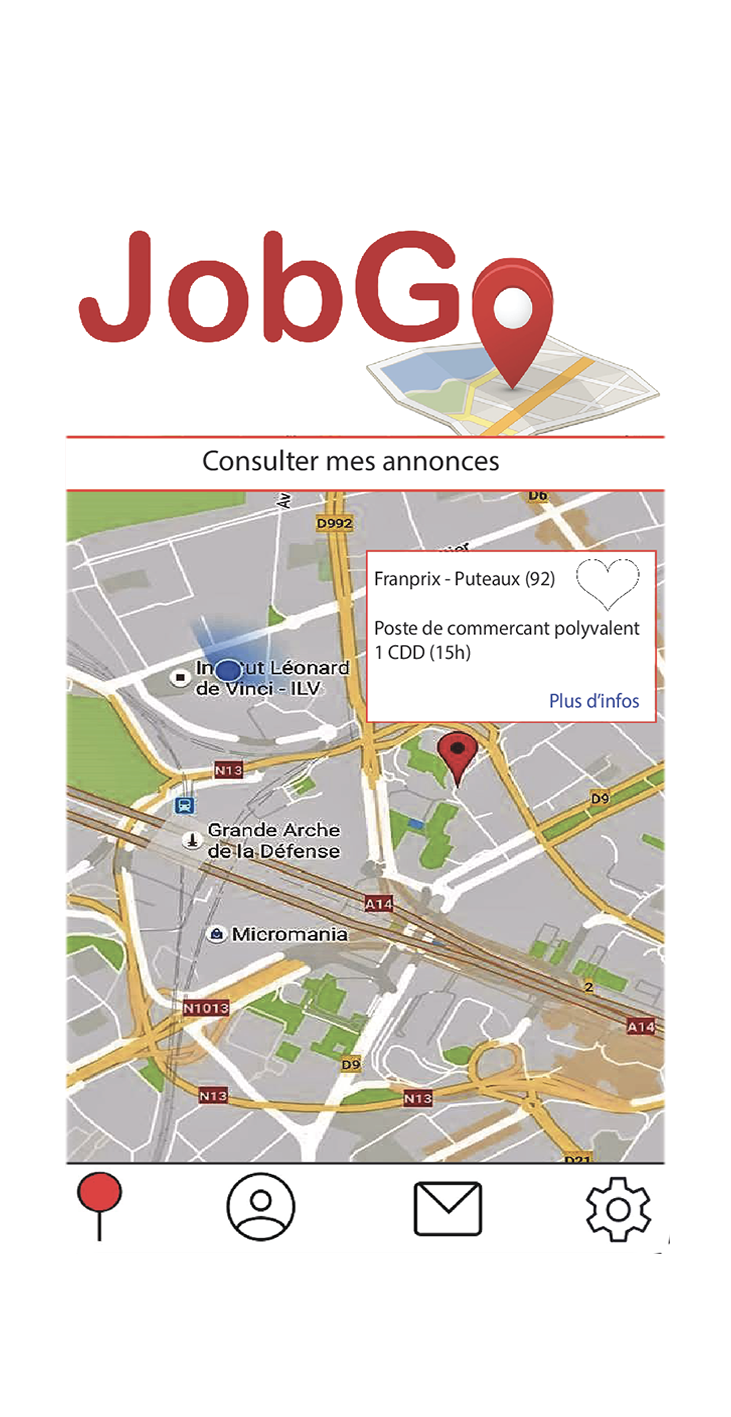 JobGo
Consulter mes annonces
Av
D6
D992
Franprix - Puteaux (92)
Poste de commercant polyvalent
1 CDD (15h)
Plus d'infos
In ut Léonard
de Vinci - ILV
N13
D9
Grande Arche
de la Défense
A14
Micromania
2
N1013
A14
D9
N13
N13
D21